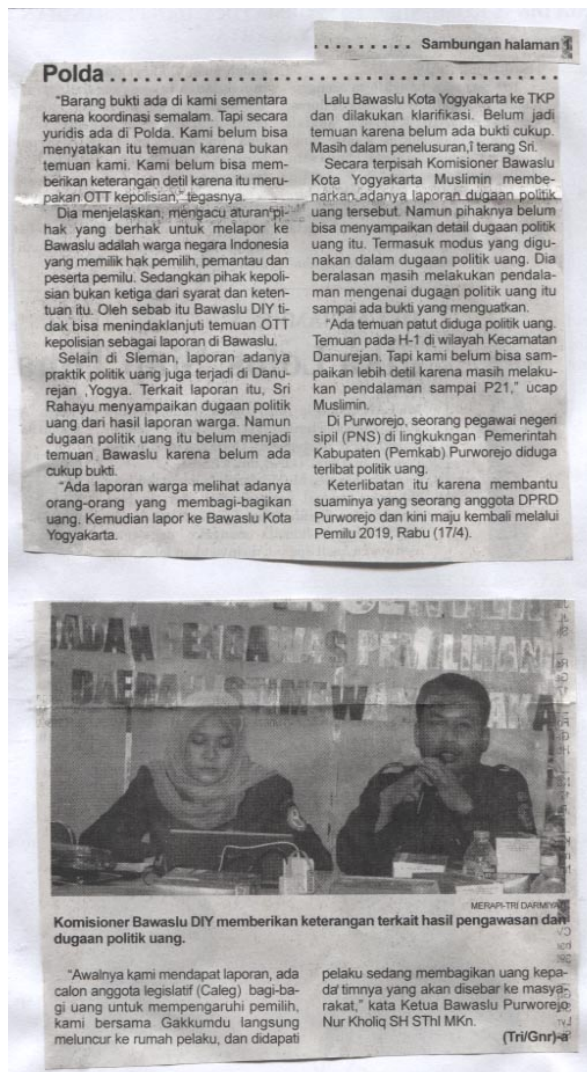 . . . . . . . . . Sambungan halaman 1
Polda . . . . . . . . . . . . . . . . . . . . . . . . . . . . . . . . . . . . . . . . . . . . .
“Barang bukti ada di kami sementara
karena koordinasi semalam. Tapi secara
yuridis ada di Polda. Kami belum bisa
menyatakan itu temuan karena bukan
temuan kami. Kami belum bisa mem-
berikan keterangan detil karena itu meru-
pakan OTT kepolisian,” tegasnya.
Dia menjelaskan, mengacu aturan pi-
hak yang berhak untuk melapor ke
Bawaslu adalah warga negara Indonesia
yang memilik hak pemilih, pemantau dan
peserta pemilu. Sedangkan pihak kepoli-
sian bukan ketiga dari syarat dan keten-
tuan itu. Oleh sebab itu Bawaslu DIY ti-
dak bisa menindaklanjuti temuan OTT
kepolisian sebagai laporan di Bawaslu.
Selain di Sleman, laporan adanya
praktik politik uang juga terjadi di Danu-
rejan ,Yogya. Terkait laporan itu, Sri
Rahayu menyampaikan dugaan politik
uang dari hasil laporan warga. Namun
dugaan politik uang itu belum menjadi
temuan Bawaslu karena belum ada
cukup bukti.
“Ada laporan warga melihat adanya
orang-orang yang membagi-bagikan
uang. Kemudian lapor ke Bawaslu Kota
Yogyakarta.
Lalu Bawaslu Kota Yogyakarta ke TKP
dan dilakukan klarifikasi. Belum jadi
temuan karena belum ada bukti cukup.
Masih dalam penelusuran,î terang Sri.
Secara terpisah Komisioner Bawaslu
Kota Yogyakarta Muslimin membe-
narkan adanya laporan dugaan politik
uang tersebut. Namun pihaknya belum
bisa menyampaikan detail dugaan politik
uang itu. Termasuk modus yang digu-
nakan dalam dugaan politik uang. Dia
beralasan masih melakukan pendala-
man mengenai dugaan politik uang itu
sampai ada bukti yang menguatkan.
“Ada temuan patut diduga politik uang.
Temuan pada H-1 di wilayah Kecamatan
Danurejan. Tapi kami belum bisa sam-
paikan lebih detil karena masih melaku-
kan pendalaman sampai P21,” ucap
Muslimin.
Di Purworejo, seorang pegawai negeri
sipil (PNS) di lingkukngan Pemerintah
Kabupaten (Pemkab) Purworejo diduga
terlibat politik uang.
Keterlibatan itu karena membantu
suaminya yang seorang anggota DPRD
Purworejo dan kini maju kembali melalui
Pemilu 2019, Rabu (17/4).
BADAN PENGAWAS PEMILIHAN
DAERAH ISTIMEWA
MERAPI-TRI DARMIYA
Komisioner Bawaslu DIY memberikan keterangan terkait hasil pengawasan dan
dugaan politik uang.
“Awalnya kami mendapat laporan, ada
calon anggota legislatif (Caleg) bagi-ba-
gi uang untuk mempengaruhi pemilih,
kami bersama Gakkumdu langsung
meluncur ke rumah pelaku, dan didapati
pelaku sedang membagikan uang kepa-
da timnya yang akan disebar ke masya-
rakat,” kata Ketua Bawaslu Purworejo
Nur Kholiq SH SThI MKn.
(Tri/Gnr)-a